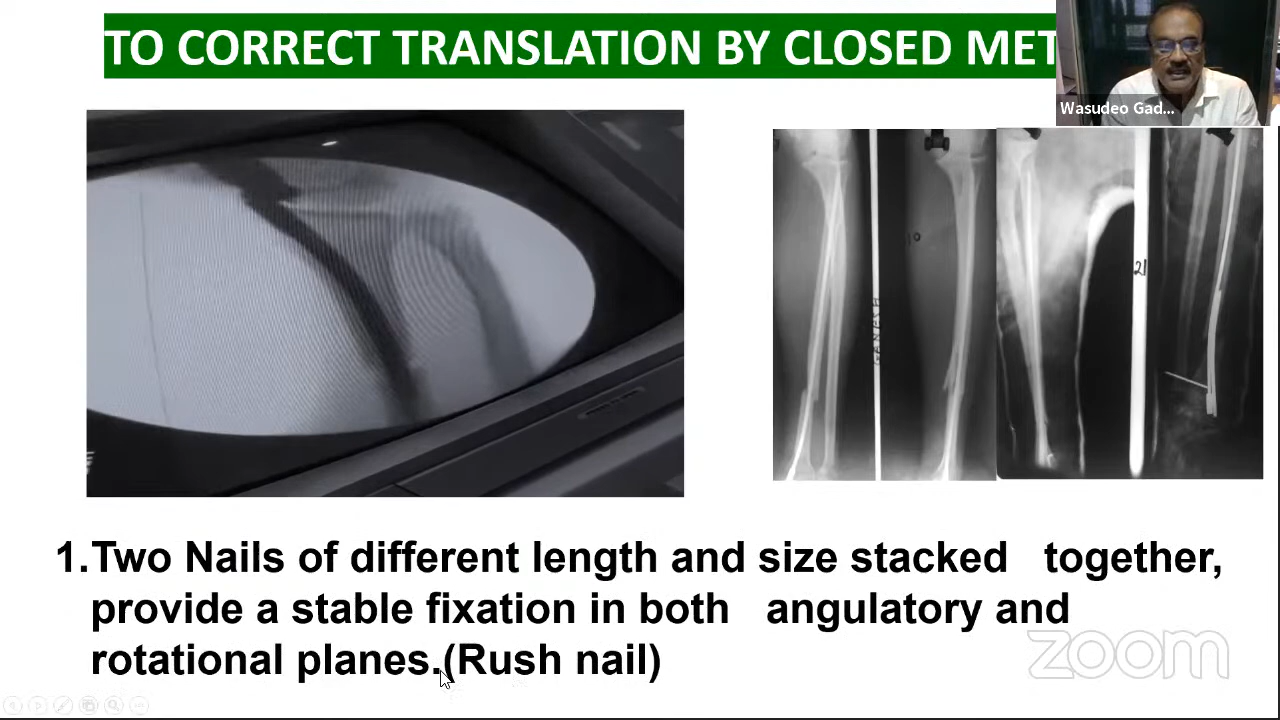 TO CORRECT TRANSLATION BY CLOSED MET
Wasudeo Gad...
21
1.Two Nails of different length and size stacked together,
provide a stable fixation in both angulatory and
rotational planes.(Rush nail)
zoom